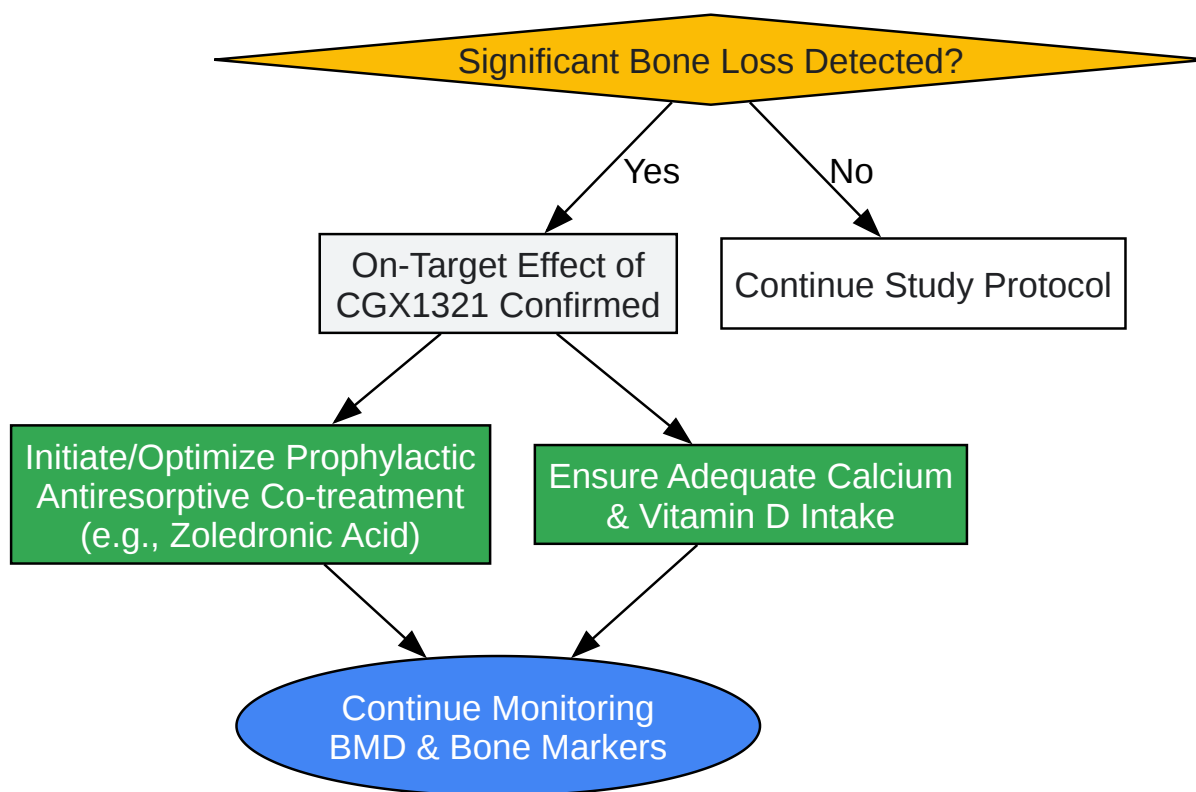 Significant Bone Loss Detected?
Yes
No
On-Target Effect of
CGX1321 Confirmed
Continue Study Protocol
Initiate/Optimize Prophylactic
Antiresorptive Co-treatment
(e.g., Zoledronic Acid)
Ensure Adequate Calcium
& Vitamin D Intake
Continue Monitoring
BMD & Bone Markers